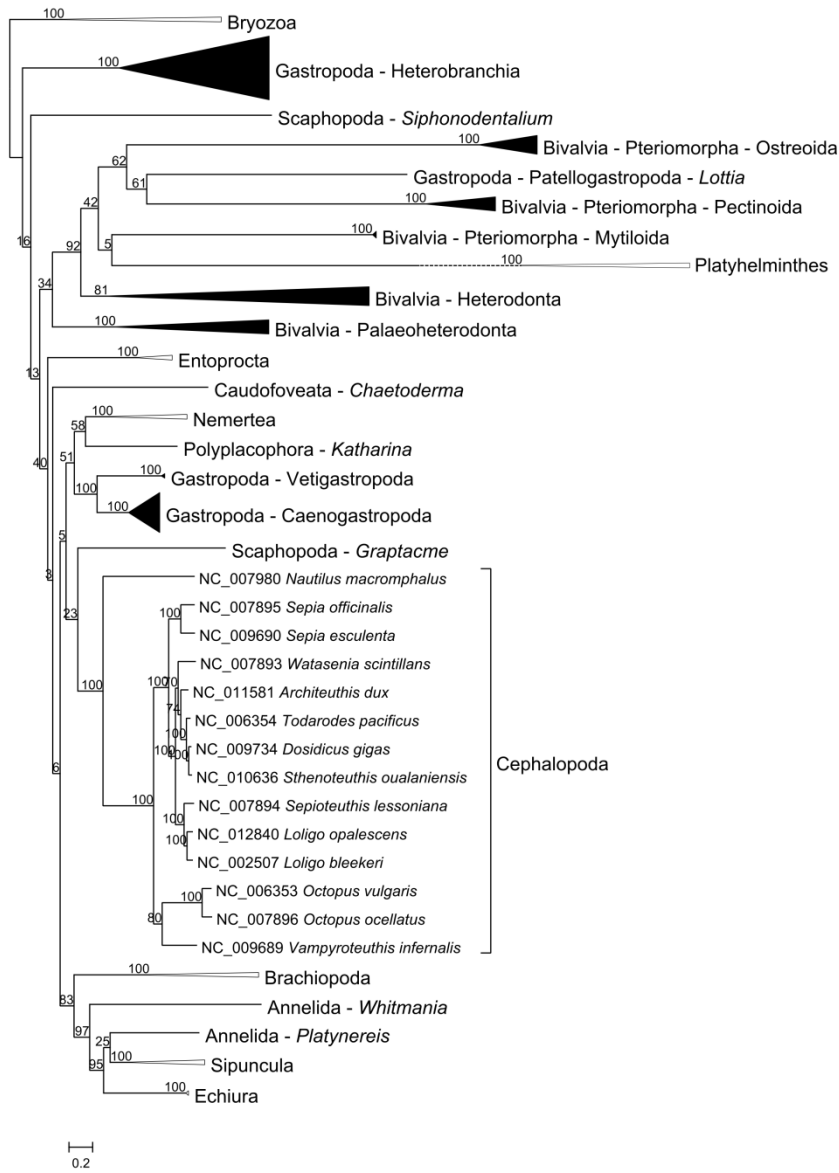 100
Bryozoa
100
Gastropoda - Heterobranchia
Scaphopoda - Siphonodentalium
100
Bivalvia - Pteriomorpha - Ostreoida
62
Gastropoda - Patellogastropoda - Lottia
61
100
Bivalvia - Pteriomorpha - Pectinoida
42
100
Bivalvia - Pteriomorpha - Mytiloida
5
100
Platyhelminthes
16
92
34
81
Bivalvia - Heterodonta
100
Bivalvia - Palaeoheterodonta
100
Entoprocta
13
Caudofoveata - Chaetoderma
100
Nemertea
58
Polyplacophora - Katharina
51
40
100
Gastropoda - Vetigastropoda
100
100
Gastropoda - Caenogastropoda
5
Scaphopoda - Graptacme
3
NC_007980 Nautilus macromphalus
23
100
NC_007895 Sepia officinalis
NC_009690 Sepia esculenta
NC_007893 Watasenia scintillans
100
100
70
NC_011581 Architeuthis dux
74
NC_006354 Todarodes pacificus
100
100
NC_009734 Dosidicus gigas
100
Cephalopoda
6
NC_010636 Sthenoteuthis oualaniensis
100
NC_007894 Sepioteuthis lessoniana
100
NC_012840 Loligo opalescens
100
NC_002507 Loligo bleekeri
NC_006353 Octopus vulgaris
100
80
NC_007896 Octopus ocellatus
NC_009689 Vampyroteuthis infernalis
100
Brachiopoda
83
Annelida - Whitmania
97
Annelida - Platynereis
25
100
Sipuncula
95
100
Echiura
0.2